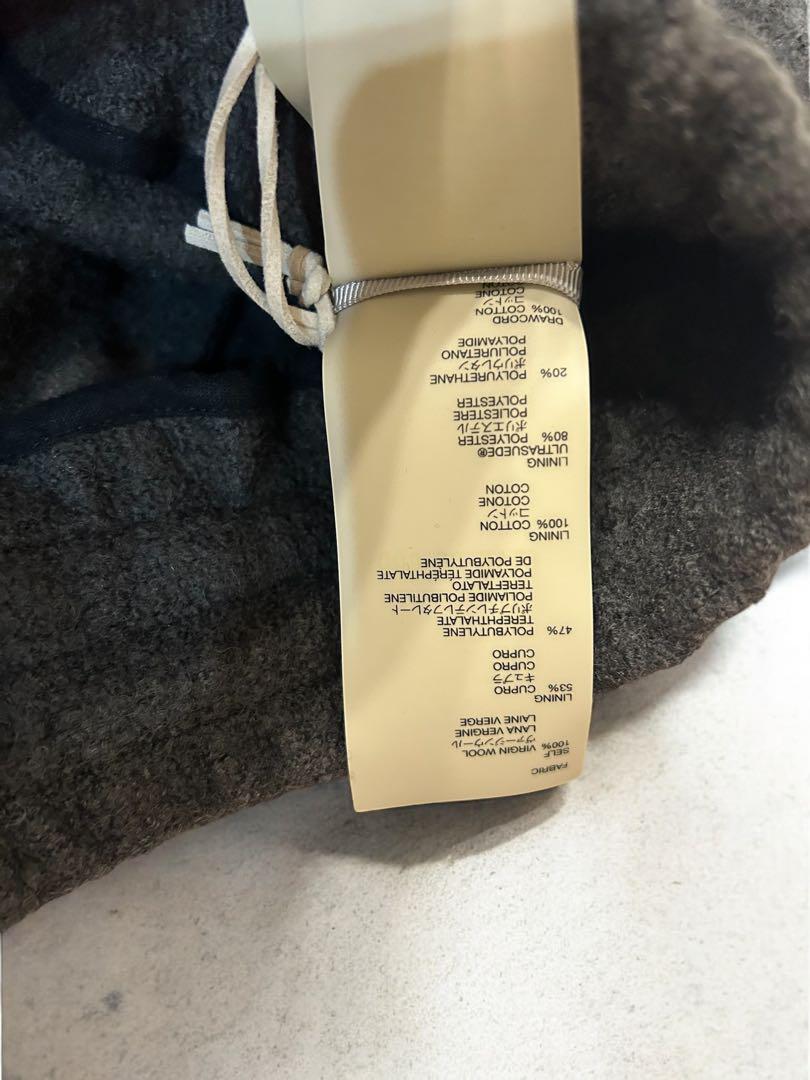 FABRIC
SELF
100% VIRGIN WOOL
ヴァージンウール
LANA VERGINE
LAINE VIERGE
LINING
53% CUPRO
キュプラ
CUPRO
CUPRO
47% POLYBUTYLENE
TEREPHTHALATE
ポリブチレンテレフタレート
POLIAMIDE POLIBUTILENE
TEREFTALATO
POLYAMIDE TÉRÉPHTALATE
DE POLYBUTYLÈNE
LINING
100% COTTON
コットン
COTONE
COTON
LINING
ULTRASUEDE®
80% POLYESTER
ポリエステル
POLIESTERE
POLYESTER
20% POLYURETHANE
ポリウレタン
POLIURETANO
POLYAMIDE
DRAWCORD
100% COTTON
コットン
COTONE
COTON